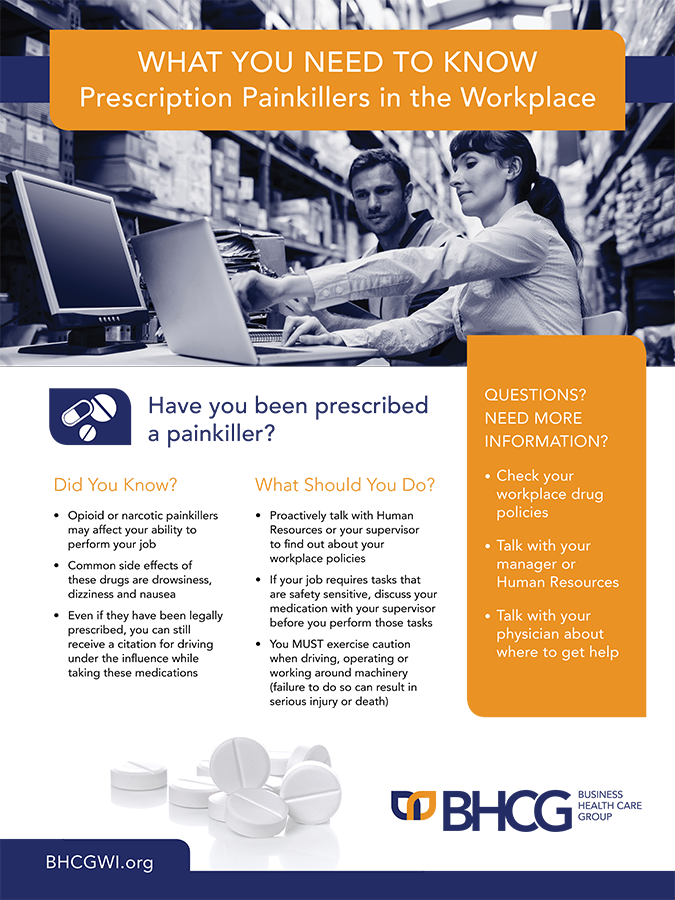 WHAT YOU NEED TO KNOW
Prescription Painkillers in the Workplace
Have you been prescribed
a painkiller?
Did You Know?
• Opioid or narcotic painkillers
may affect your ability to
perform your job
• Common side effects of
these drugs are drowsiness,
dizziness and nausea
• Even if they have been legally
prescribed, you can still
receive a citation for driving
under the influence while
taking these medications
What Should You Do?
• Proactively talk with Human
Resources or your supervisor
to find out about your
workplace policies
• If your job requires tasks that
are safety sensitive, discuss your
medication with your supervisor
before you perform those tasks
• You MUST exercise caution
when driving, operating or
working around machinery
(failure to do so can result in
serious injury or death)
QUESTIONS?
NEED MORE
INFORMATION?
• Check your
workplace drug
policies
• Talk with your
manager or
Human Resources
• Talk with your
physician about
where to get help
BHCG
BUSINESS
HEALTH CARE
GROUP
BHCGWI.org